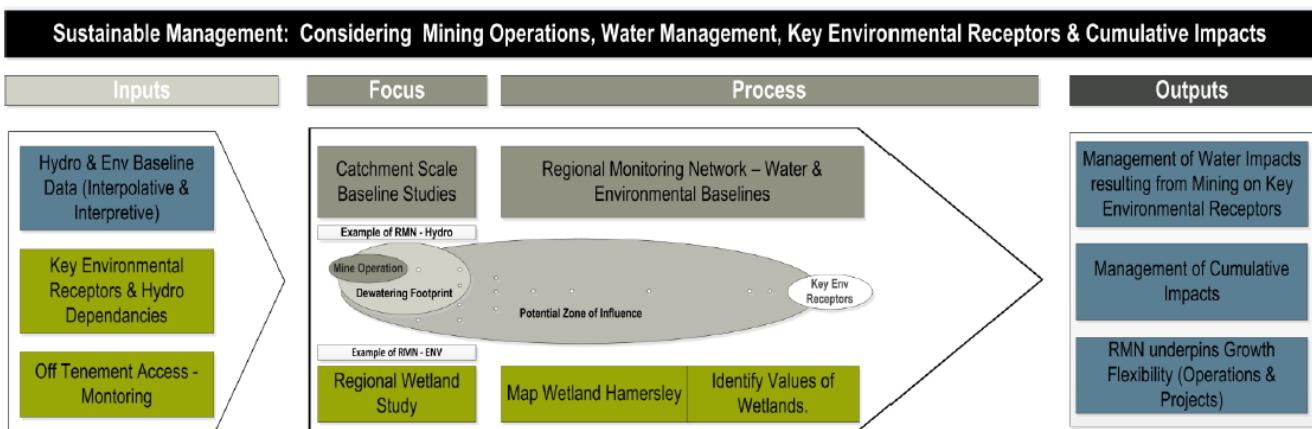 Sustainable Management: Considering Mining Operations, Water Management, Key Environmental Receptors & Cumulative Impacts
Inputs
Focus
Process
Outputs
Hydro & Env Baseline
Data (Interpolative &
Interpretive)
Key Environmental
Receptors & Hydro
Dependancies
Off Tenement Access -
Montoring
Catchment Scale
Baseline Studies
Regional Monitoring Network – Water &
Environmental Baselines
Example of RMN - Hydro
Mine Operation
Dewatering Footprint
Potential Zone of Influence
Key Env
Receptors
Example of RMN - ENV
Regional Wetland
Study
Map Wetland Hamersley
Identify Values of
Wetlands.
Management of Water Impacts
resulting from Mining on Key
Environmental Receptors
Management of Cumulative
Impacts
RMN underpins Growth
Flexibility (Operations &
Projects)